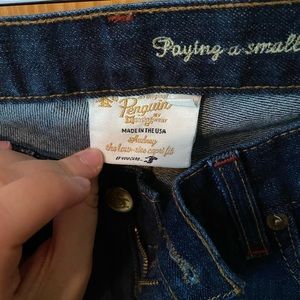 Paying a small
Penguin
MADE IN THE USA
Audrey
the low-rise capri fit